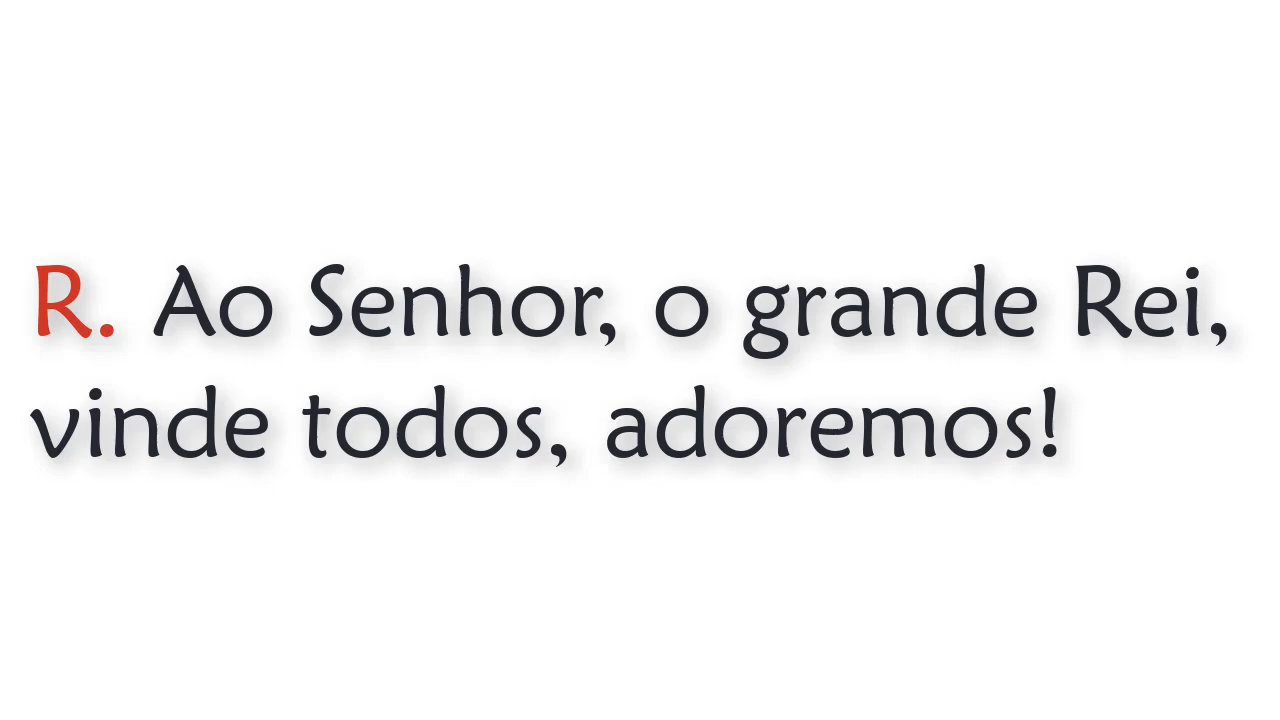 R. Ao Senhor, o grande Rei,
vinde todos, adoremos!